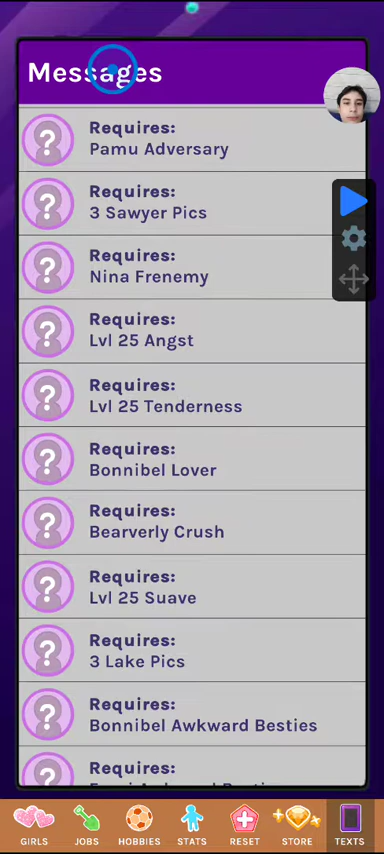 Messages
Requires:
Pamu Adversary
Requires:
3 Sawyer Pics
Requires:
Nina Frenemy
Requires:
Lvl 25 Angst
Requires:
Lvl 25 Tenderness
Requires:
Bonnibel Lover
Requires:
Bearverly Crush
Requires:
Lvl 25 Suave
Requires:
3 Lake Pics
Requires:
Bonnibel Awkward Besties
Requires:
GIRLS JOBS HOBBIES STATS RESET STORE TEXTS